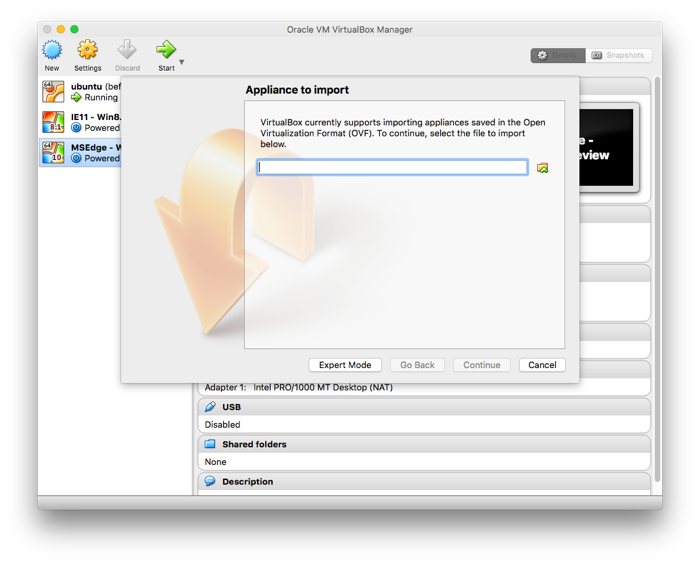 Oracle VM VirtualBox Manager
New
Settings
Discard
Start
Details
Snapshots
64
ubuntu (bef
Running
64
8.1
IE11 - Win8.
Powered
64
10
MSEdge - W
Powered
Appliance to import
VirtualBox currently supports importing appliances saved in the Open
Virtualization Format (OVF). To continue, select the file to import
below.
e -
eview
Expert Mode
Go Back
Continue
Cancel
Adapter 1: Intel PRO/1000 MT Desktop (NAT)
USB
Disabled
Shared folders
None
Description